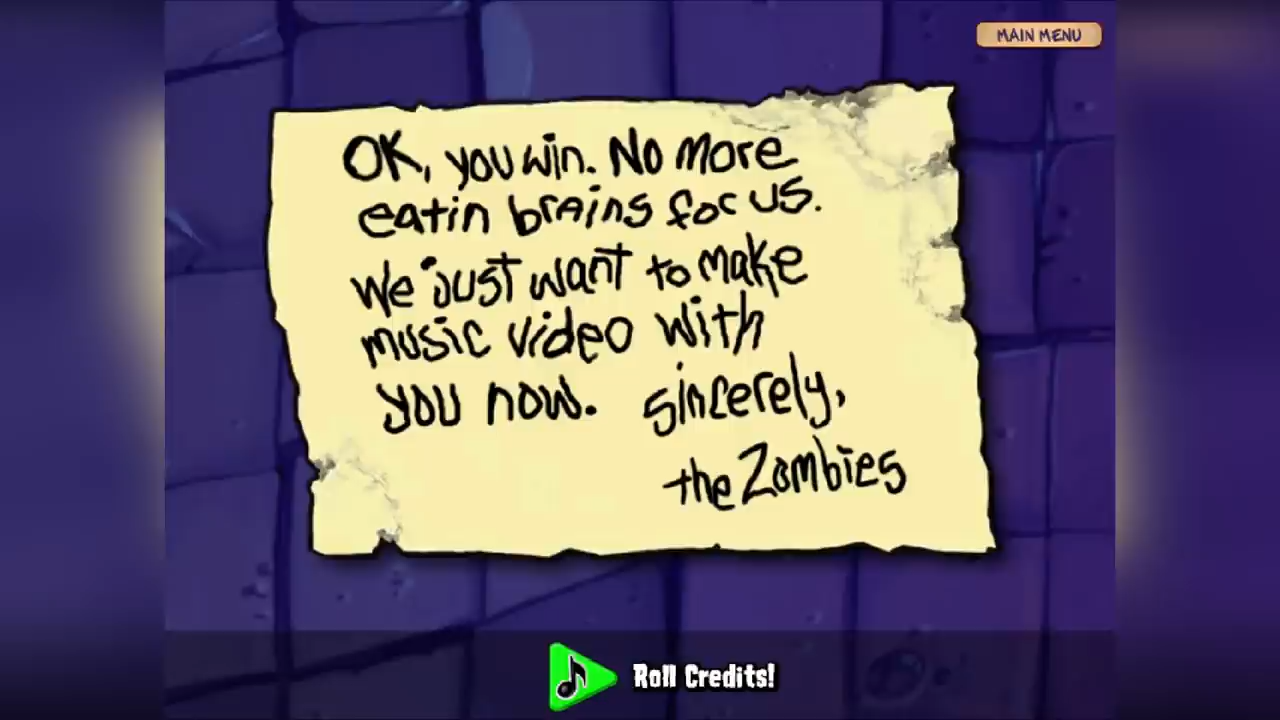 MAIN MENU
OK, you win. No more
eatin brains for us.
We just want to make
music video with
you now. sincerely,
the Zombies
Roll Credits!